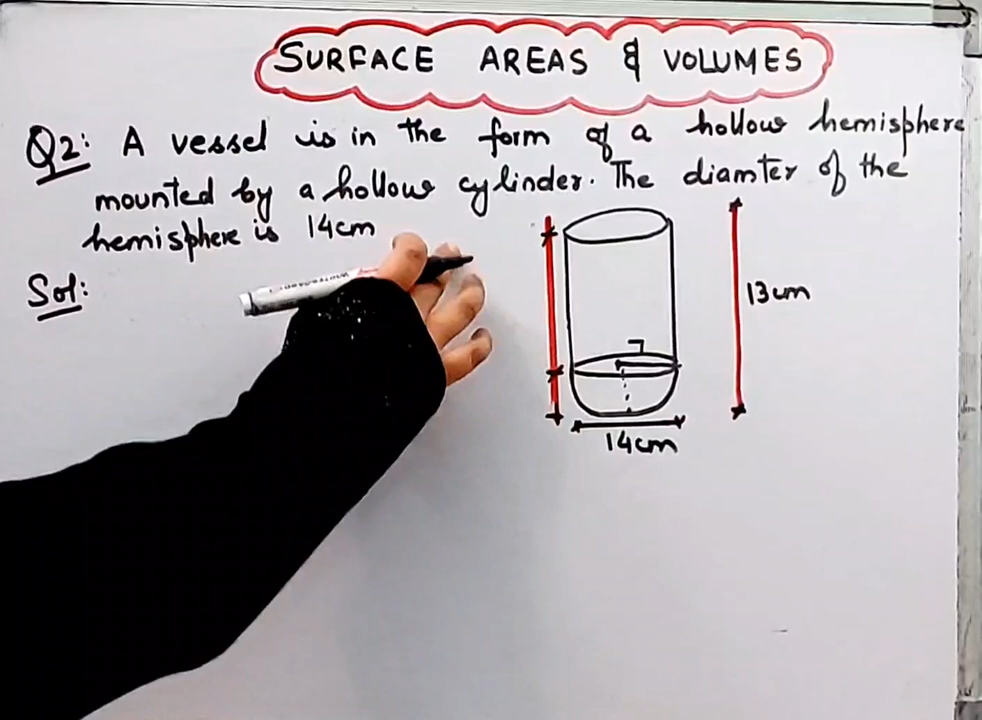 SURFACE AREAS & VOLUMES
Q2: A vessel is in the form of a hollow hemisphere
mounted by a hollow cylinder. The diamter of the
hemisphere is 14cm
Sol:
13cm
7
14cm